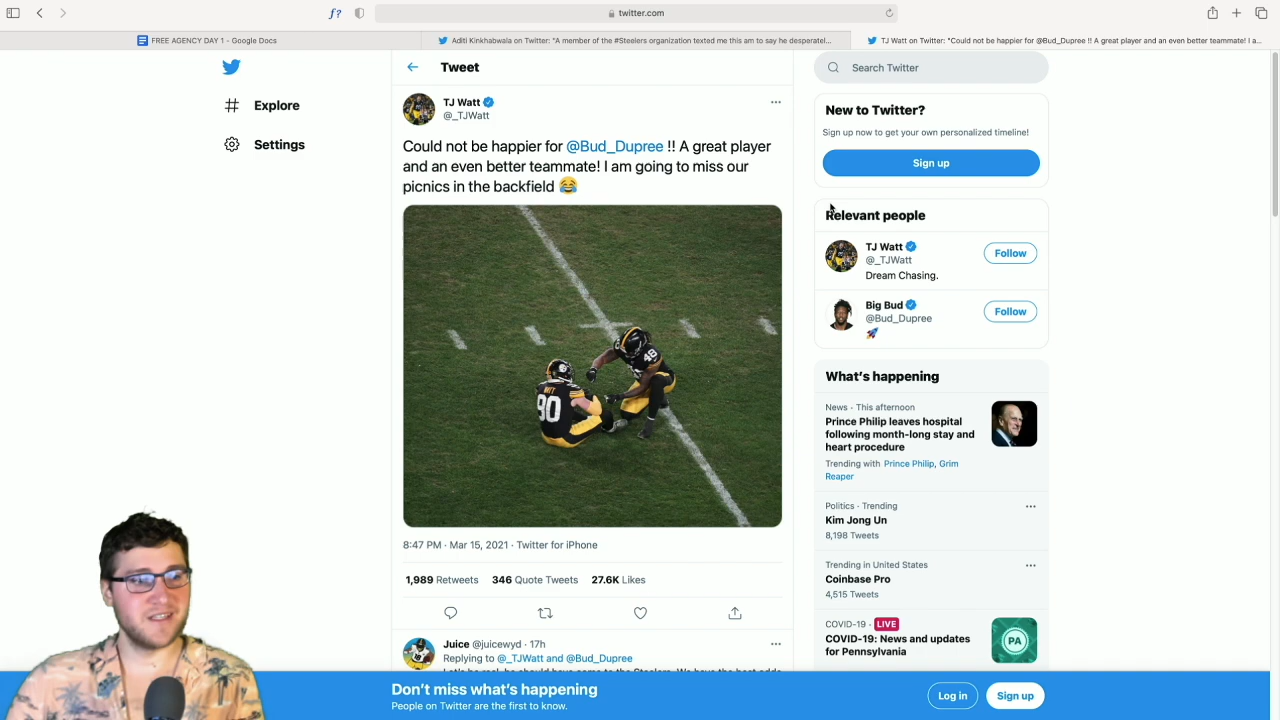 f?
twitter.com
FREE AGENCY DAY 1 - Google Docs
Aditi Kinkhabwala on Twitter: "A member of the #Steelers organization texted me this am to say he desperatel...
TJ Watt on Twitter: "Could not be happier for @Bud_Dupree !! A great player and an even better teammate! I a...
Explore
Settings
Tweet
TJ Watt
@_TJWatt
Could not be happier for @Bud_Dupree !! A great player
and an even better teammate! I am going to miss our
picnics in the backfield 😂
WATT
90
48
8:47 PM · Mar 15, 2021 · Twitter for iPhone
1,989 Retweets 346 Quote Tweets 27.6K Likes
Juice @juicewyd · 17h
Replying to @_TJWatt and @Bud_Dupree
Search Twitter
New to Twitter?
Sign up now to get your own personalized timeline!
Sign up
Relevant people
TJ Watt
@_TJWatt
Follow
Dream Chasing.
Big Bud
@Bud_Dupree
Follow
🚀
What's happening
News · This afternoon
Prince Philip leaves hospital
following month-long stay and
heart procedure
Trending with Prince Philip, Grim
Reaper
Politics · Trending
Kim Jong Un
8,198 Tweets
Trending in United States
Coinbase Pro
4,515 Tweets
COVID-19 · LIVE
COVID-19: News and updates
for Pennsylvania
PA
Don't miss what's happening
People on Twitter are the first to know.
Log in
Sign up